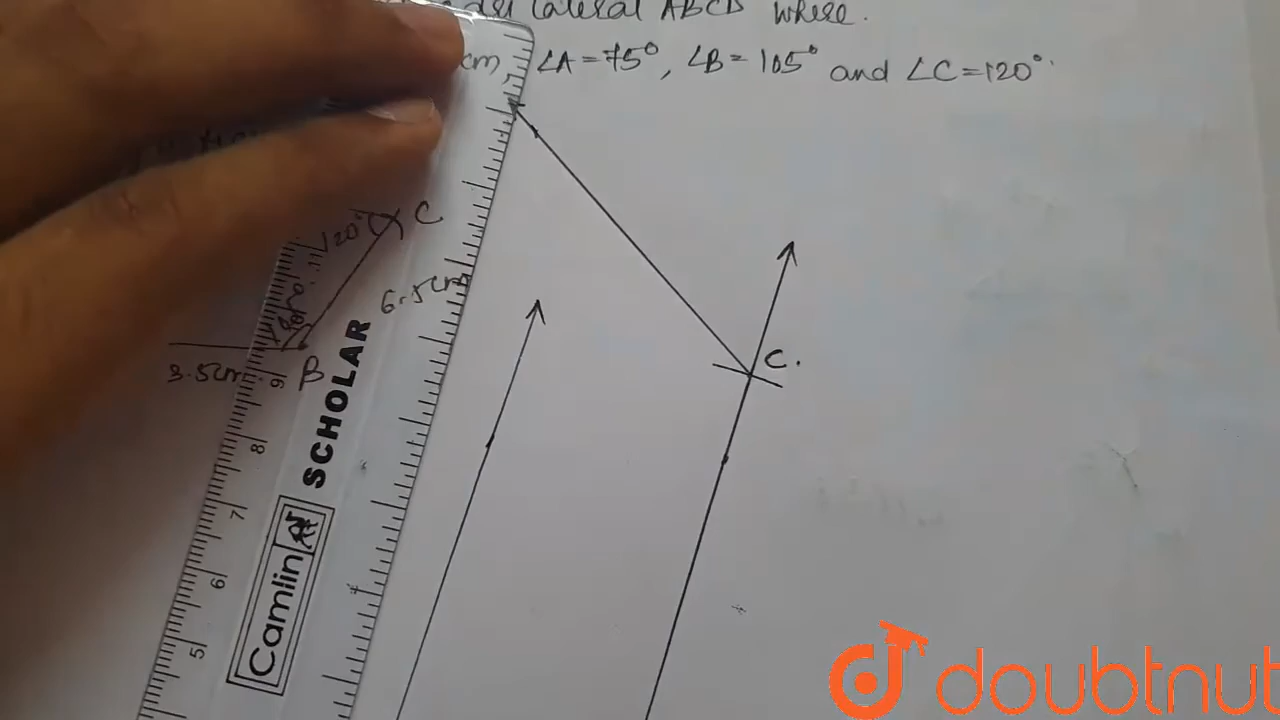 lateral ABCD where.
cm, ∠A = 75°, ∠B = 105° and ∠C = 120°.
120° C
6.5cm
3.5cm B
C.
SCHOLAR
Camlin
9 8 7 6 5
doubtnut